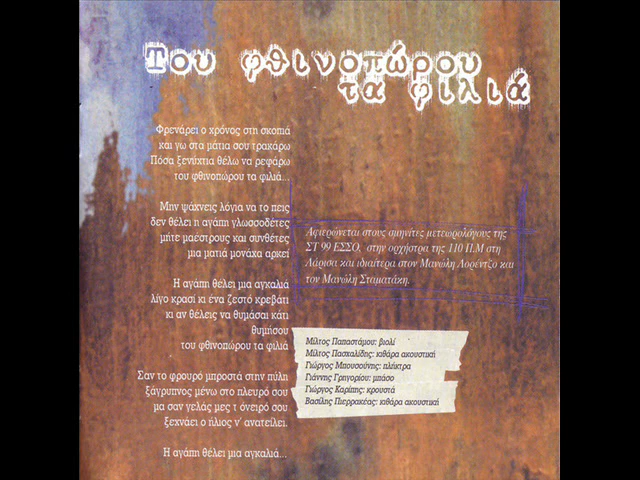 Του φθινοπώρου
τα φιλιά
Φρενάρει ο χρόνος στη σκοπιά
και γω στα μάτια σου τρακάρω
Πόσα ξενύχτια θέλω να ρεφάρω
του φθινοπώρου τα φιλιά...
Μην ψάχνεις λόγια να το πεις
δεν θέλει η αγάπη γλωσσοδέτες
μήτε μαέστρους και συνθέτες
μια ματιά μονάχα αρκεί
Η αγάπη θέλει μια αγκαλιά
λίγο κρασί κι ένα ζεστό κρεβάτι
κι αν θέλεις να θυμάσαι κάτι
θυμήσου
του φθινοπώρου τα φιλιά
Σαν το φρουρό μπροστά στην πύλη
ξάγρυπνος μένω στο πλευρό σου
μα σαν γελάς μες τ όνειρό σου
ξεχνάει ο ήλιος ν' ανατείλει.
Η αγάπη θέλει μια αγκαλιά...
Αφιερώνεται στους σμηνίτες μετεωρολόγους της
ΣΤ 99 ΕΣΣΟ, στην ορχήστρα της 110 Π.Μ στη
Λάρισα και ιδιαίτερα στον Μανώλη Λορέντζο και
τον Μανώλη Σταματάκη.
Μίλτος Παπαστάμου: βιολί
Μίλτος Πασχαλίδης: κιθάρα ακουστική
Γιώργος Μπουσούνης: πλήκτρα
Γιάννης Γρηγορίου: μπάσο
Γιώργος Καρίπης: κρουστά
Βασίλης Πιερρακέας: κιθάρα ακουστική